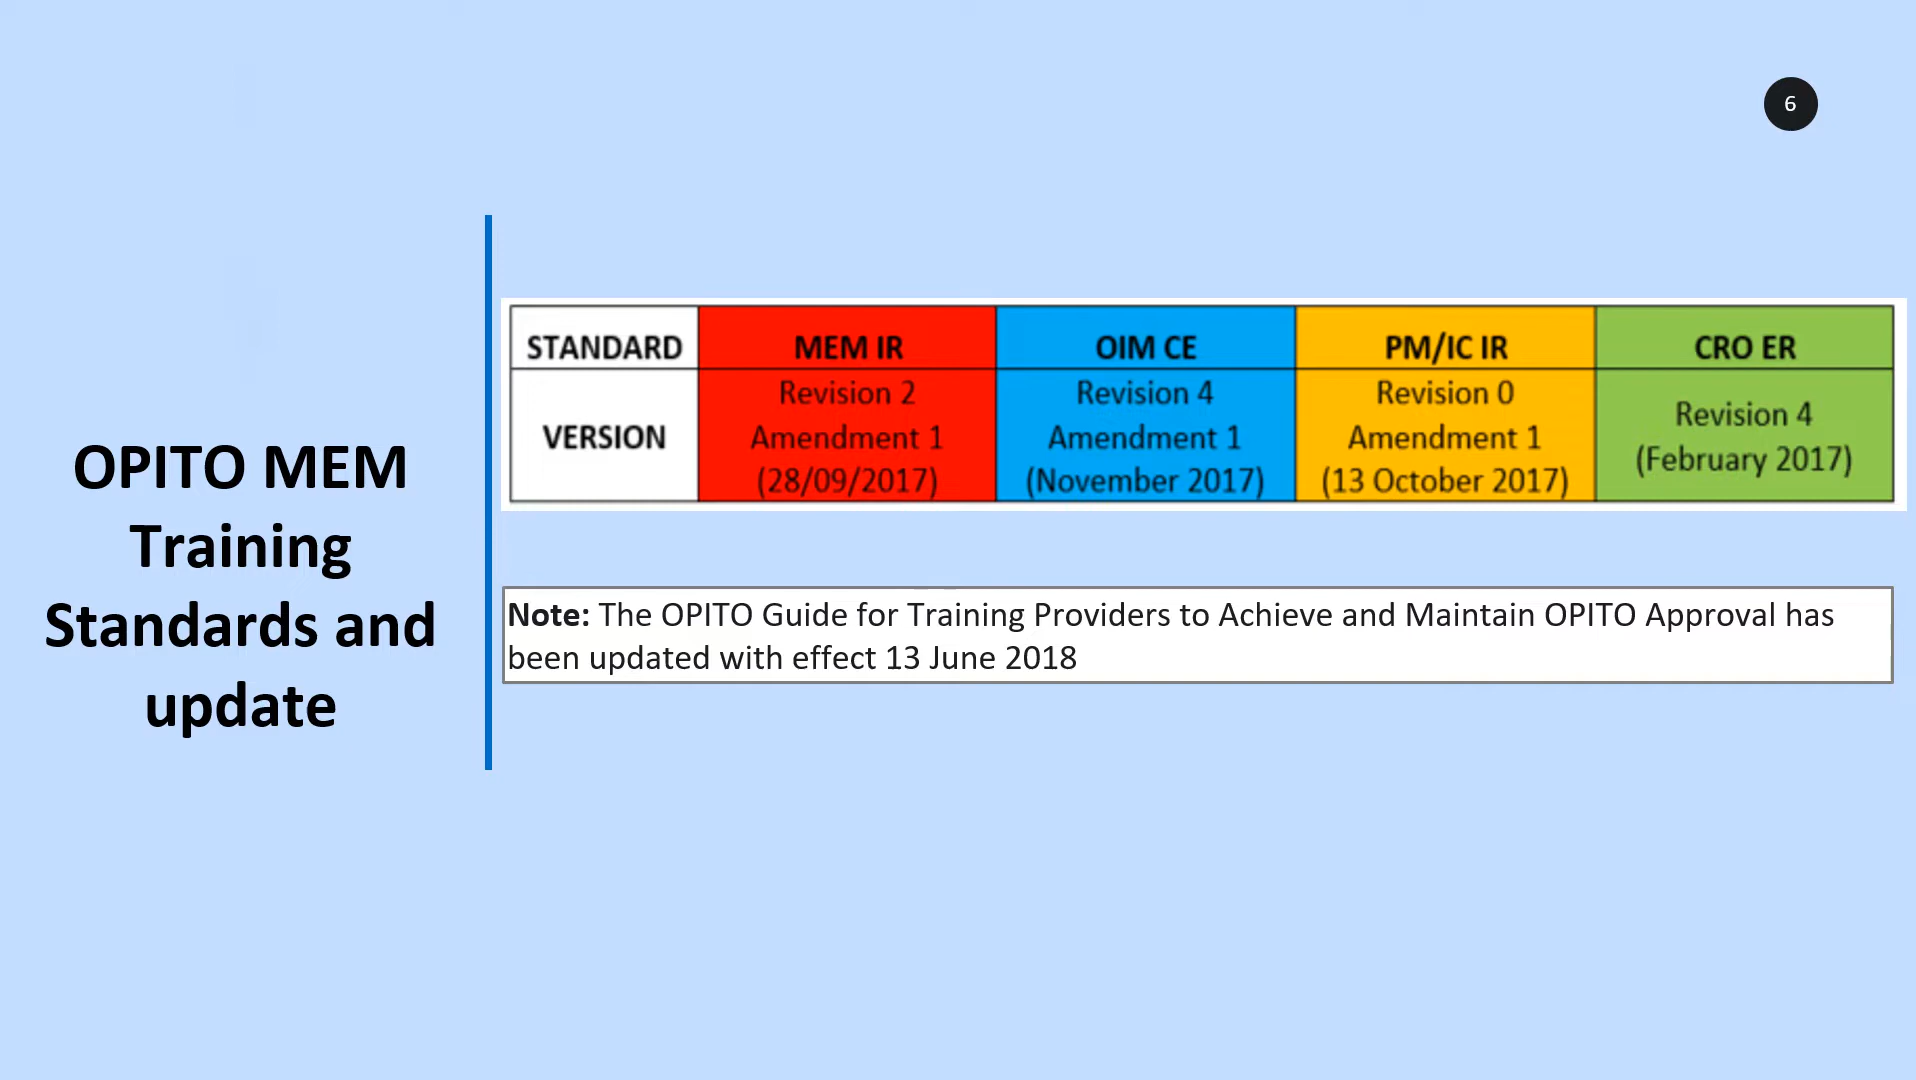 6
OPITO MEM
Training
Standards and
update
STANDARD MEM IR OIM CE PM/IC IR CRO ER
VERSION
Revision 2
Amendment 1
(28/09/2017)
Revision 4
Amendment 1
(November 2017)
Revision 0
Amendment 1
(13 October 2017)
Revision 4
(February 2017)
Note: The OPITO Guide for Training Providers to Achieve and Maintain OPITO Approval has
been updated with effect 13 June 2018